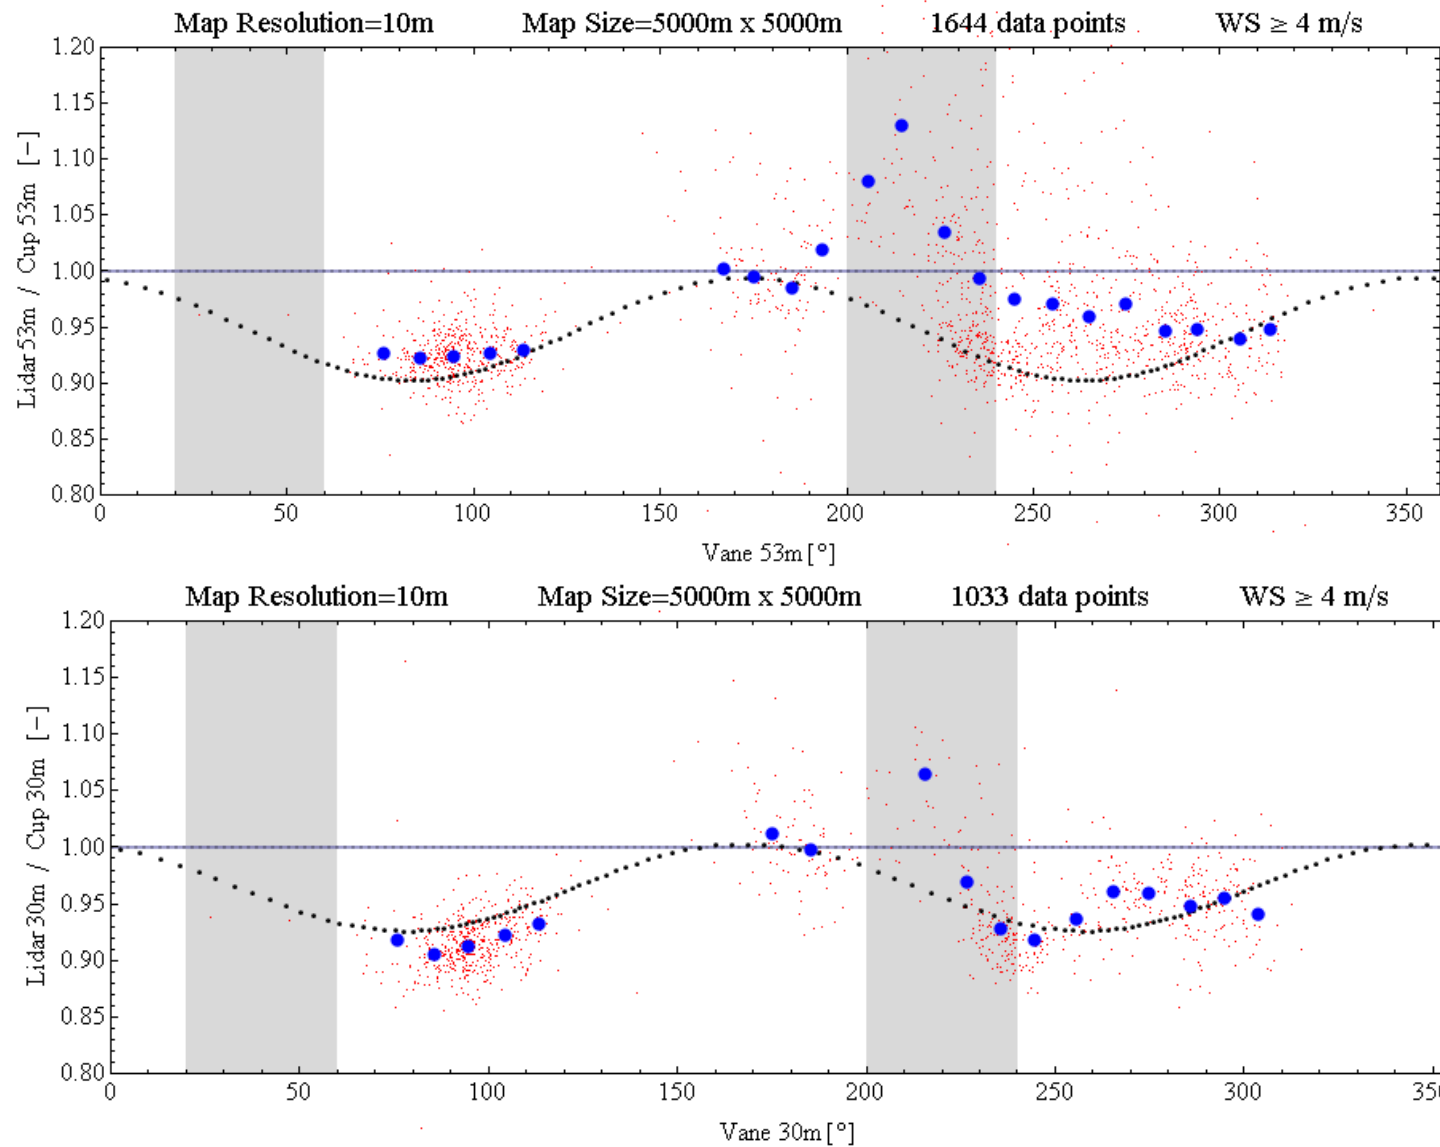 Map Resolution=10m Map Size=5000m x 5000m 1644 data points WS ≥ 4 m/s
1.20
1.15
1.10
1.05
1.00
0.95
0.90
0.85
0.80
Lidar 53m / Cup 53m [−]
0 50 100 150 200 250 300 350
Vane 53m [°]
Map Resolution=10m Map Size=5000m x 5000m 1033 data points WS ≥ 4 m/s
1.20
1.15
1.10
1.05
1.00
0.95
0.90
0.85
0.80
Lidar 30m / Cup 30m [−]
0 50 100 150 200 250 300 35
Vane 30m [°]